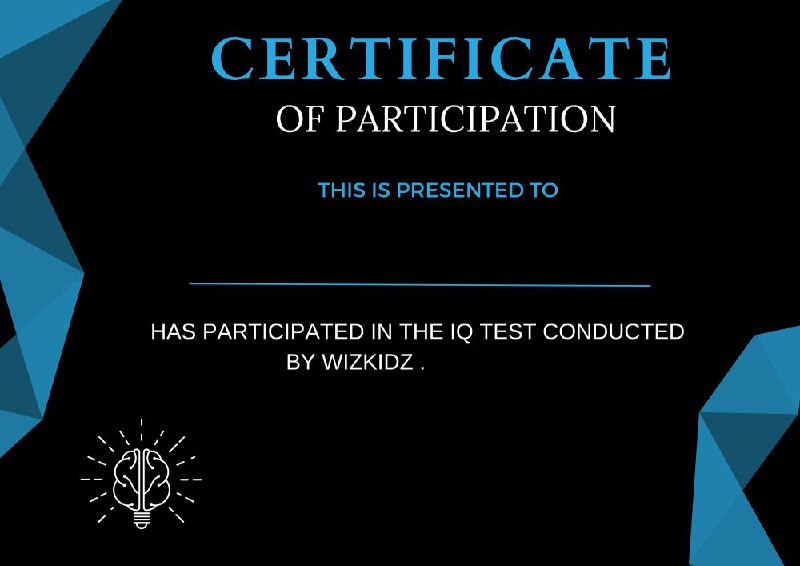 CERTIFICATE
OF PARTICIPATION
THIS IS PRESENTED TO
HAS PARTICIPATED IN THE IQ TEST CONDUCTED
BY WIZKIDZ .